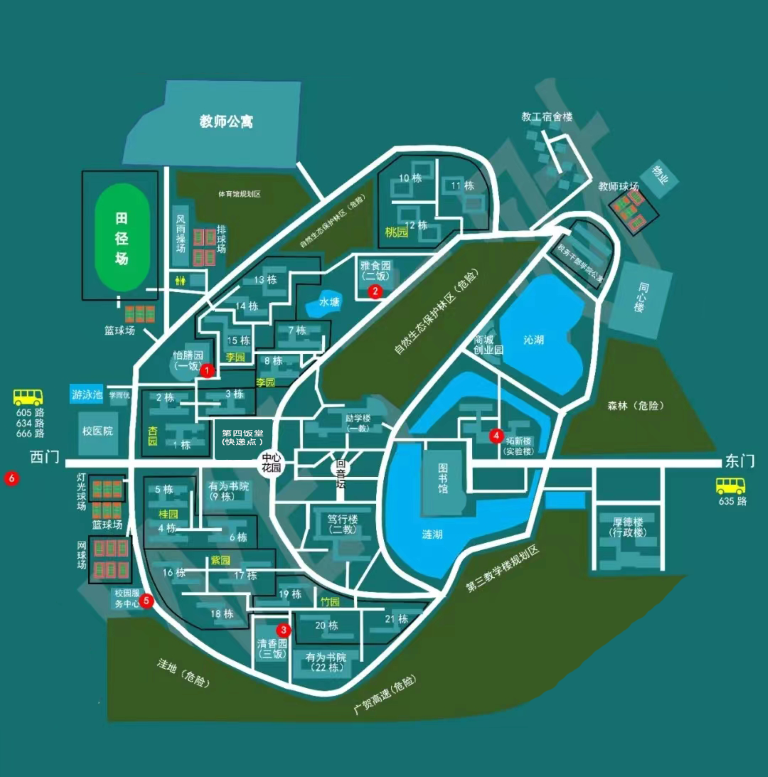 教工宿舍楼
教师公寓
物业
10 栋
11 栋
教师球场
体育馆规划区
自然生态保护林区（危险）
12 栋
桃园
田
径
场
风雨操场
排球场
税务干部学院公寓
雅食园
（二饭）
2
13 栋
同心楼
14 栋
水塘
自然生态保护林区（危险）
篮球场
7 栋
15 栋
商城
创业园
沁湖
怡膳园
（一饭）
1
李园
8 栋
李园
605 路
634 路
666 路
游泳池
2 栋
3 栋
森林（危险）
校医院
杏园
1 栋
第四饭堂
（快递点）
励学楼
（一教）
4
拓新楼
（实验楼）
西门
中心
花园
回音坛
图书馆
东门
6
635 路
灯光球场
5 栋
有为书院
（9 栋）
篮球场
桂园
4 栋
6 栋
笃行楼
（二教）
厚德楼
（行政楼）
涟湖
网球场
紫园
16 栋
17 栋
第三教学楼规划区
校园服
务中心
5
19 栋
竹园
18 栋
20 栋
21 栋
3
清香园
（三饭）
有为书院
（22 栋）
洼地（危险）
广贺高速（危险）